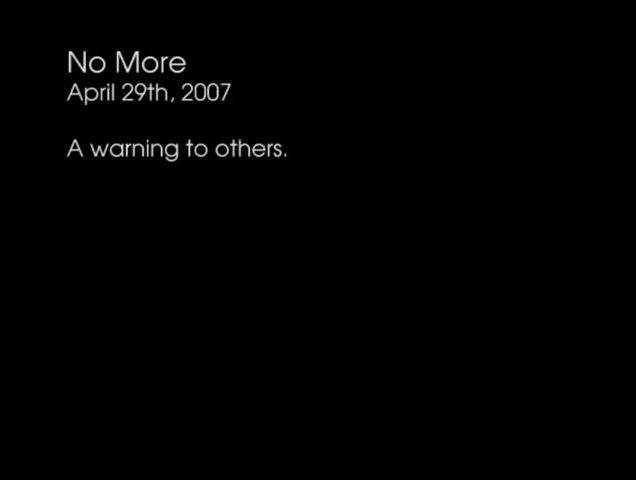 No More
April 29th, 2007
A warning to others.